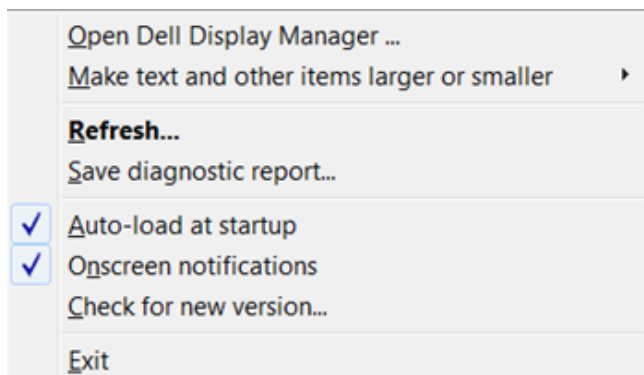 Open Dell Display Manager ...
Make text and other items larger or smaller
Refresh...
Save diagnostic report...
Auto-load at startup
Onscreen notifications
Check for new version...
Exit